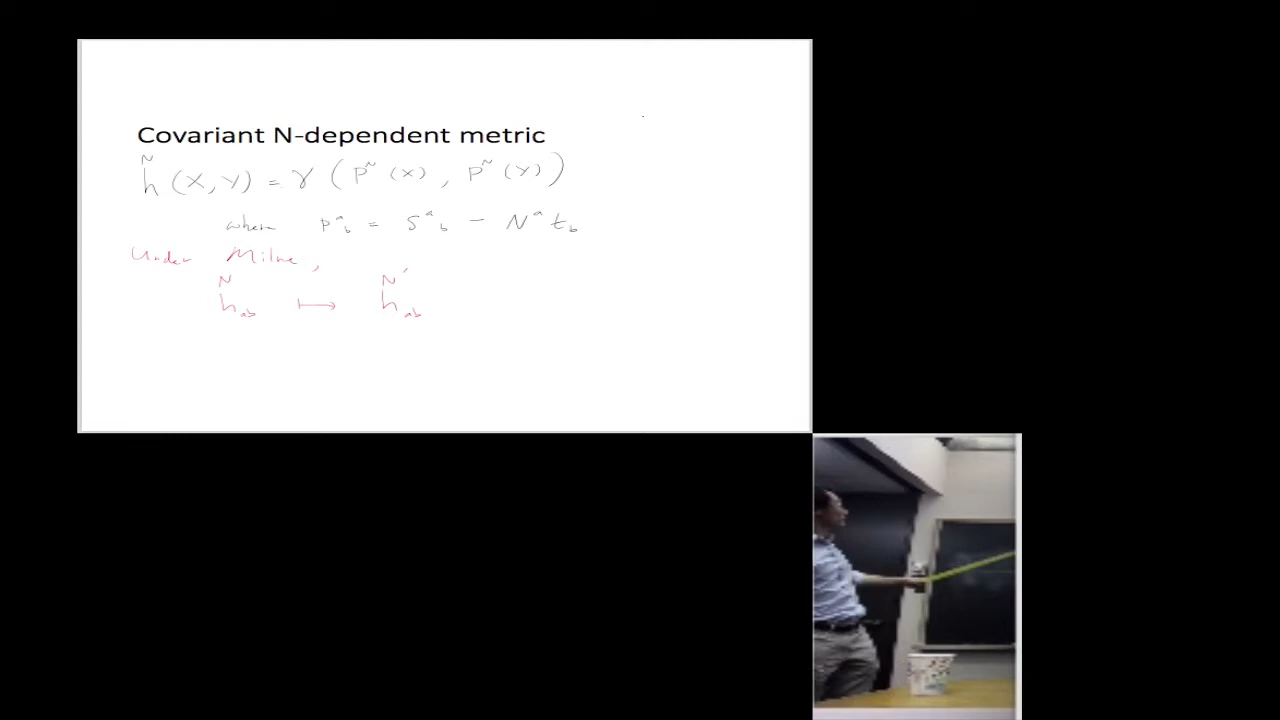 Covariant N-dependent metric
N
h (X, Y) = γ ( P^N (X) , P^N (Y) )
where P^a_b = δ^a_b − N^a t_b
Under Milne,
N N'
h_ab ↦ h_ab